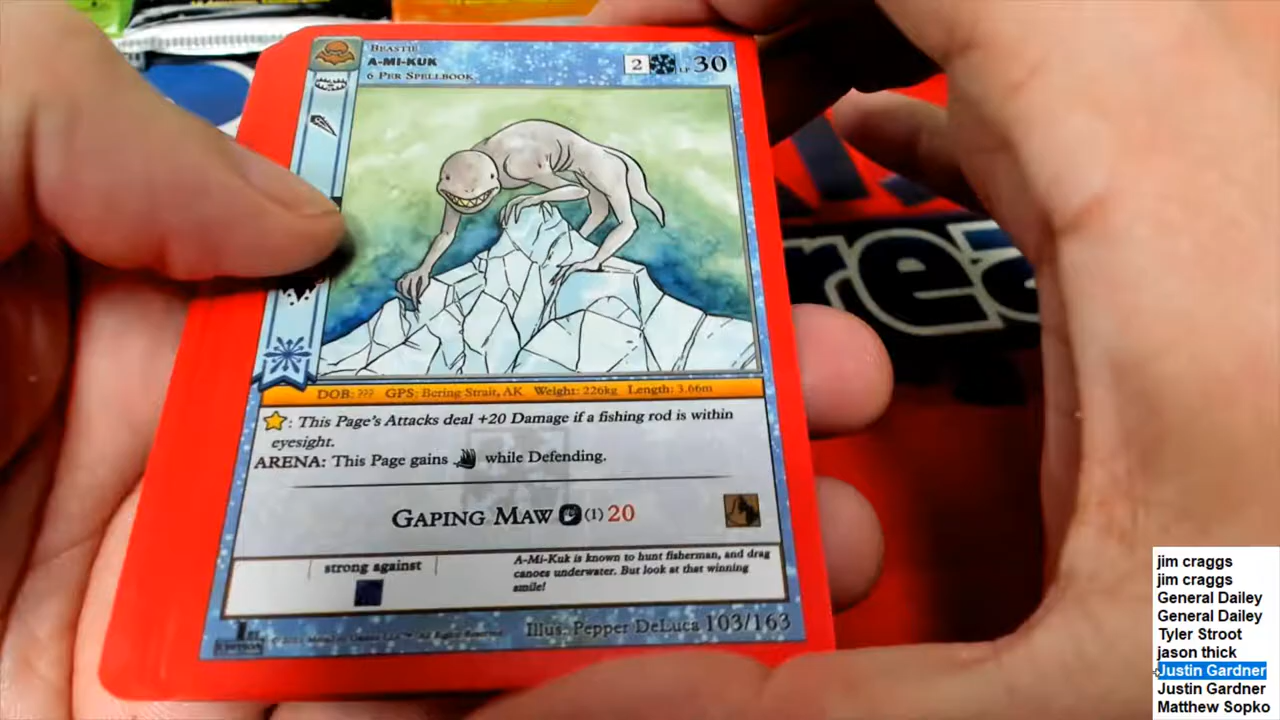 BEASTIE
A-MI-KUK
6 PER SPELLBOOK
2 LP 30
DOB: ??? GPS: Bering Strait, AK Weight: 226kg Length: 3.66m
: This Page's Attacks deal +20 Damage if a fishing rod is within
eyesight.
ARENA: This Page gains while Defending.
GAPING MAW (1) 20
strong against
A-Mi-Kuk is known to hunt fisherman, and drag
canoes underwater. But look at that winning
smile!
1st
EDITION
Illus. Pepper DeLuca 103/163
jim craggs
jim craggs
General Dailey
General Dailey
Tyler Stroot
jason thick
Justin Gardner
Justin Gardner
Matthew Sopko